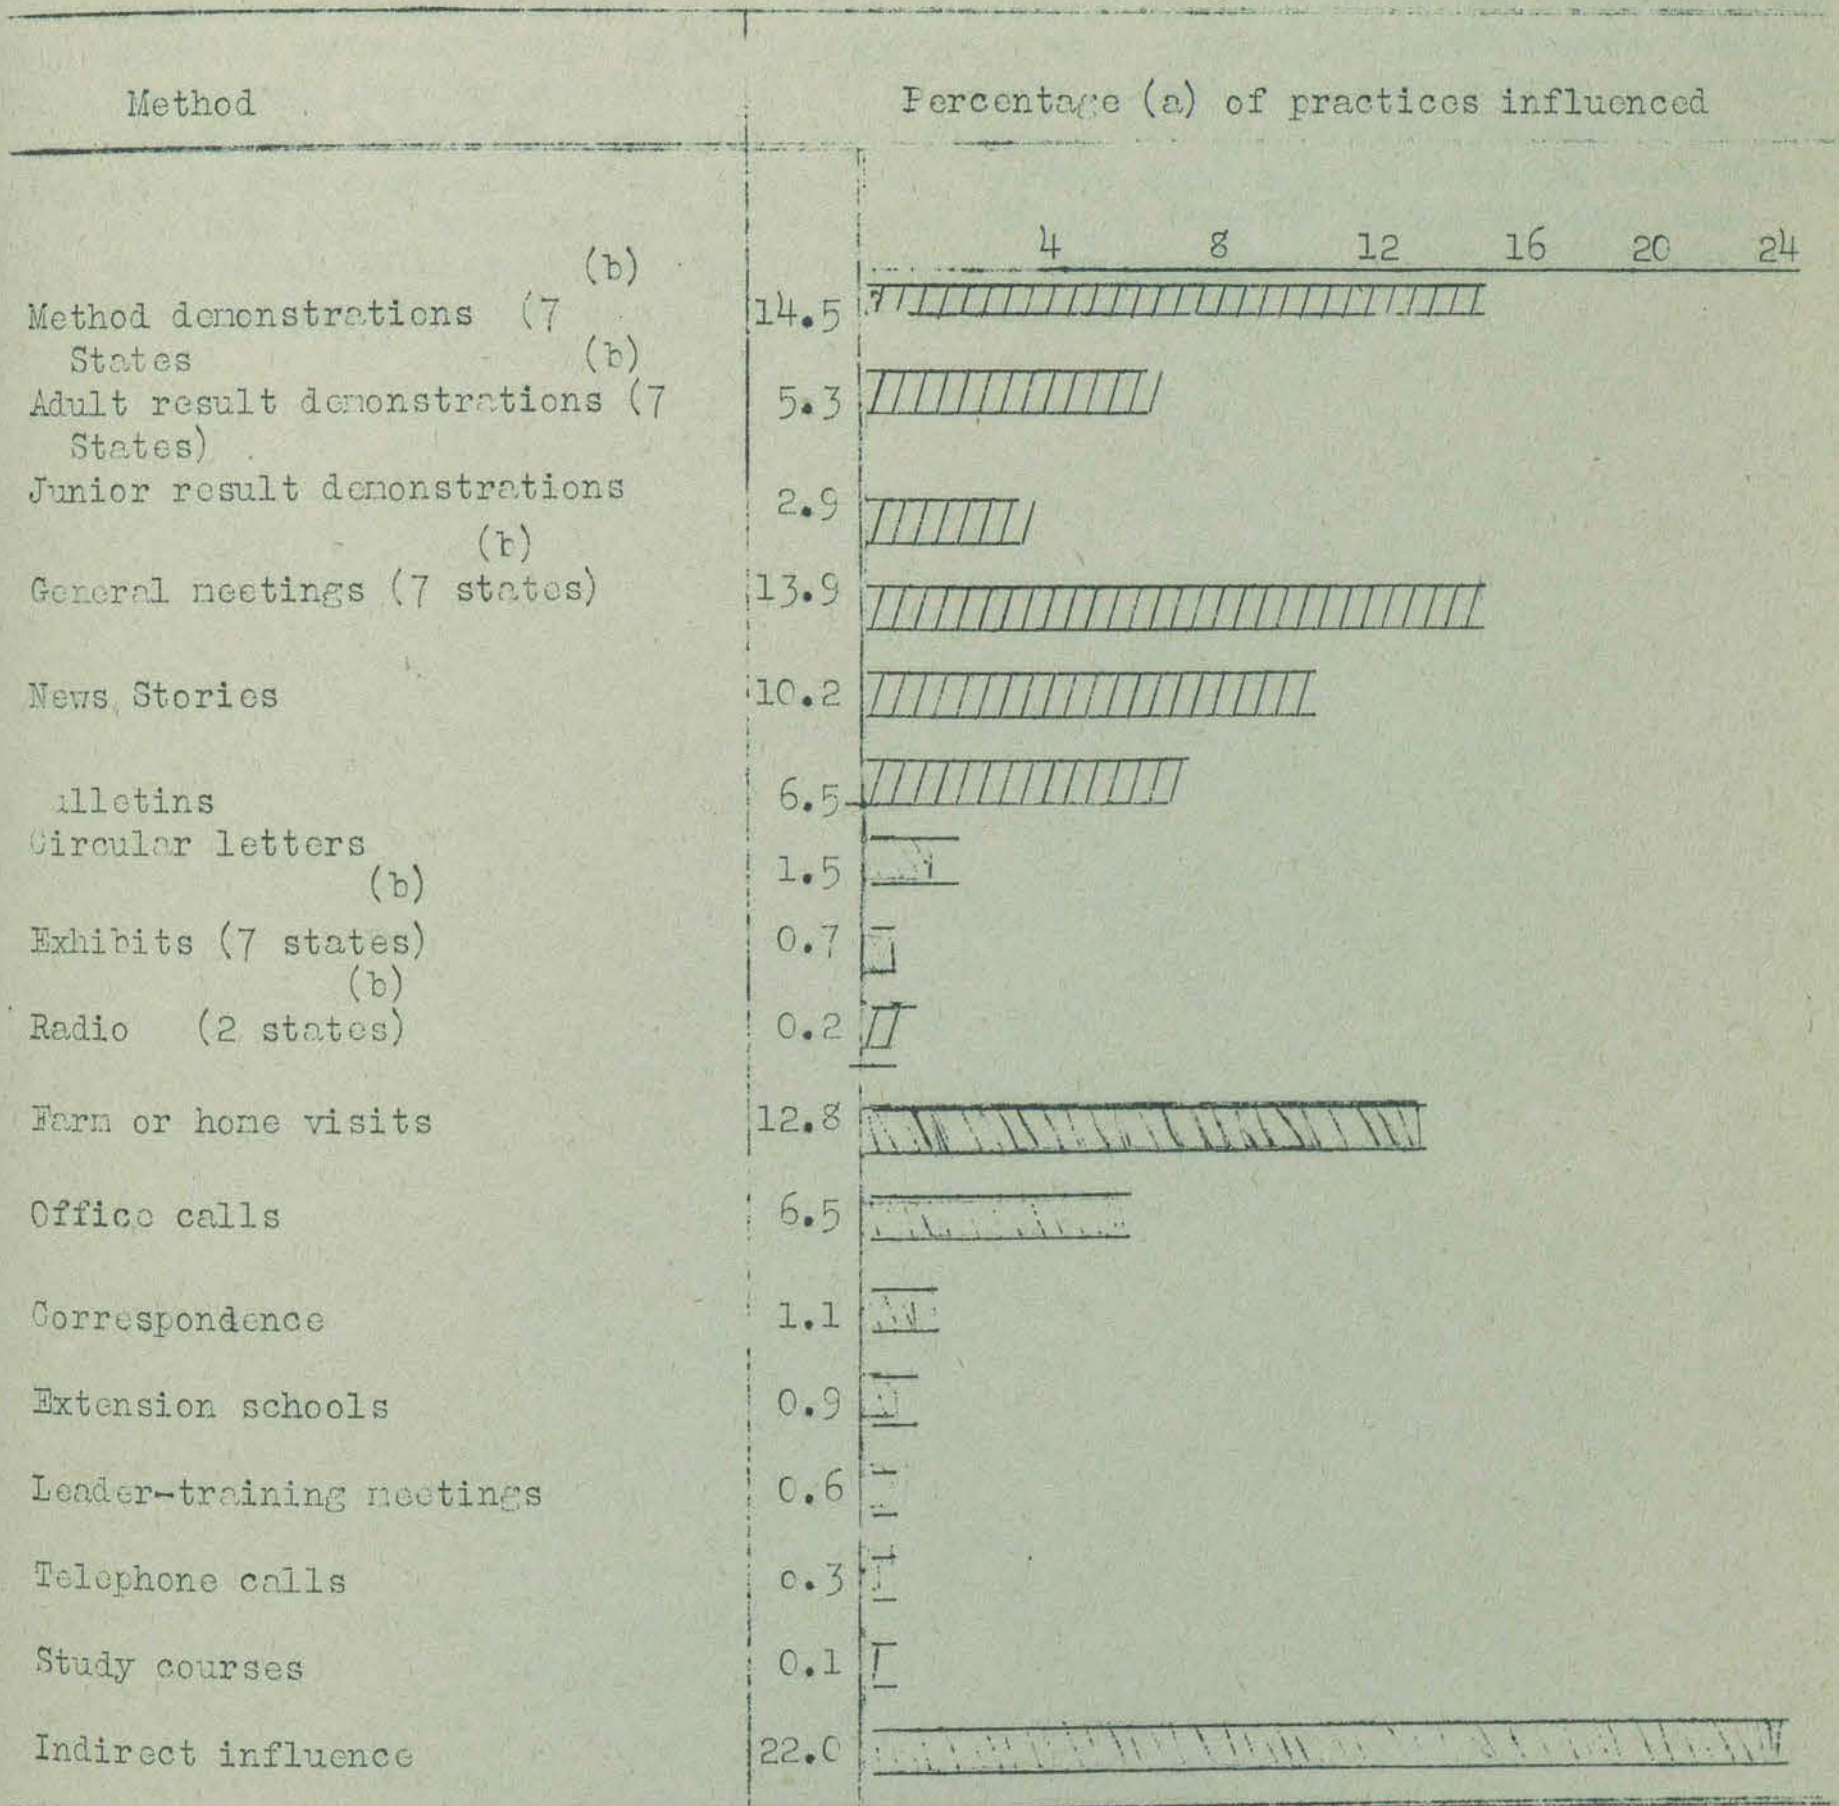 Method Percentage (a) of practices influenced
4 8 12 16 20 24
(b)
Method demonstrations (7 14.5
States (b)
Adult result demonstrations (7 5.3
States)
Junior result demonstrations 2.9
(b)
General meetings (7 states) 13.9
News Stories 10.2
ulletins 6.5
Circular letters 1.5
(b)
Exhibits (7 states) 0.7
(b)
Radio (2 states) 0.2
Farm or home visits 12.8
Office calls 6.5
Correspondence 1.1
Extension schools 0.9
Leader-training meetings 0.6
Telephone calls 0.3
Study courses 0.1
Indirect influence 22.0